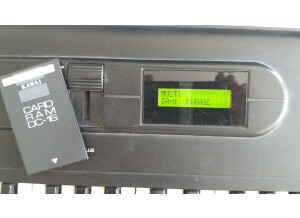 KAWAI
CARD
RAM
DC-16
MULTI
MIRAGE